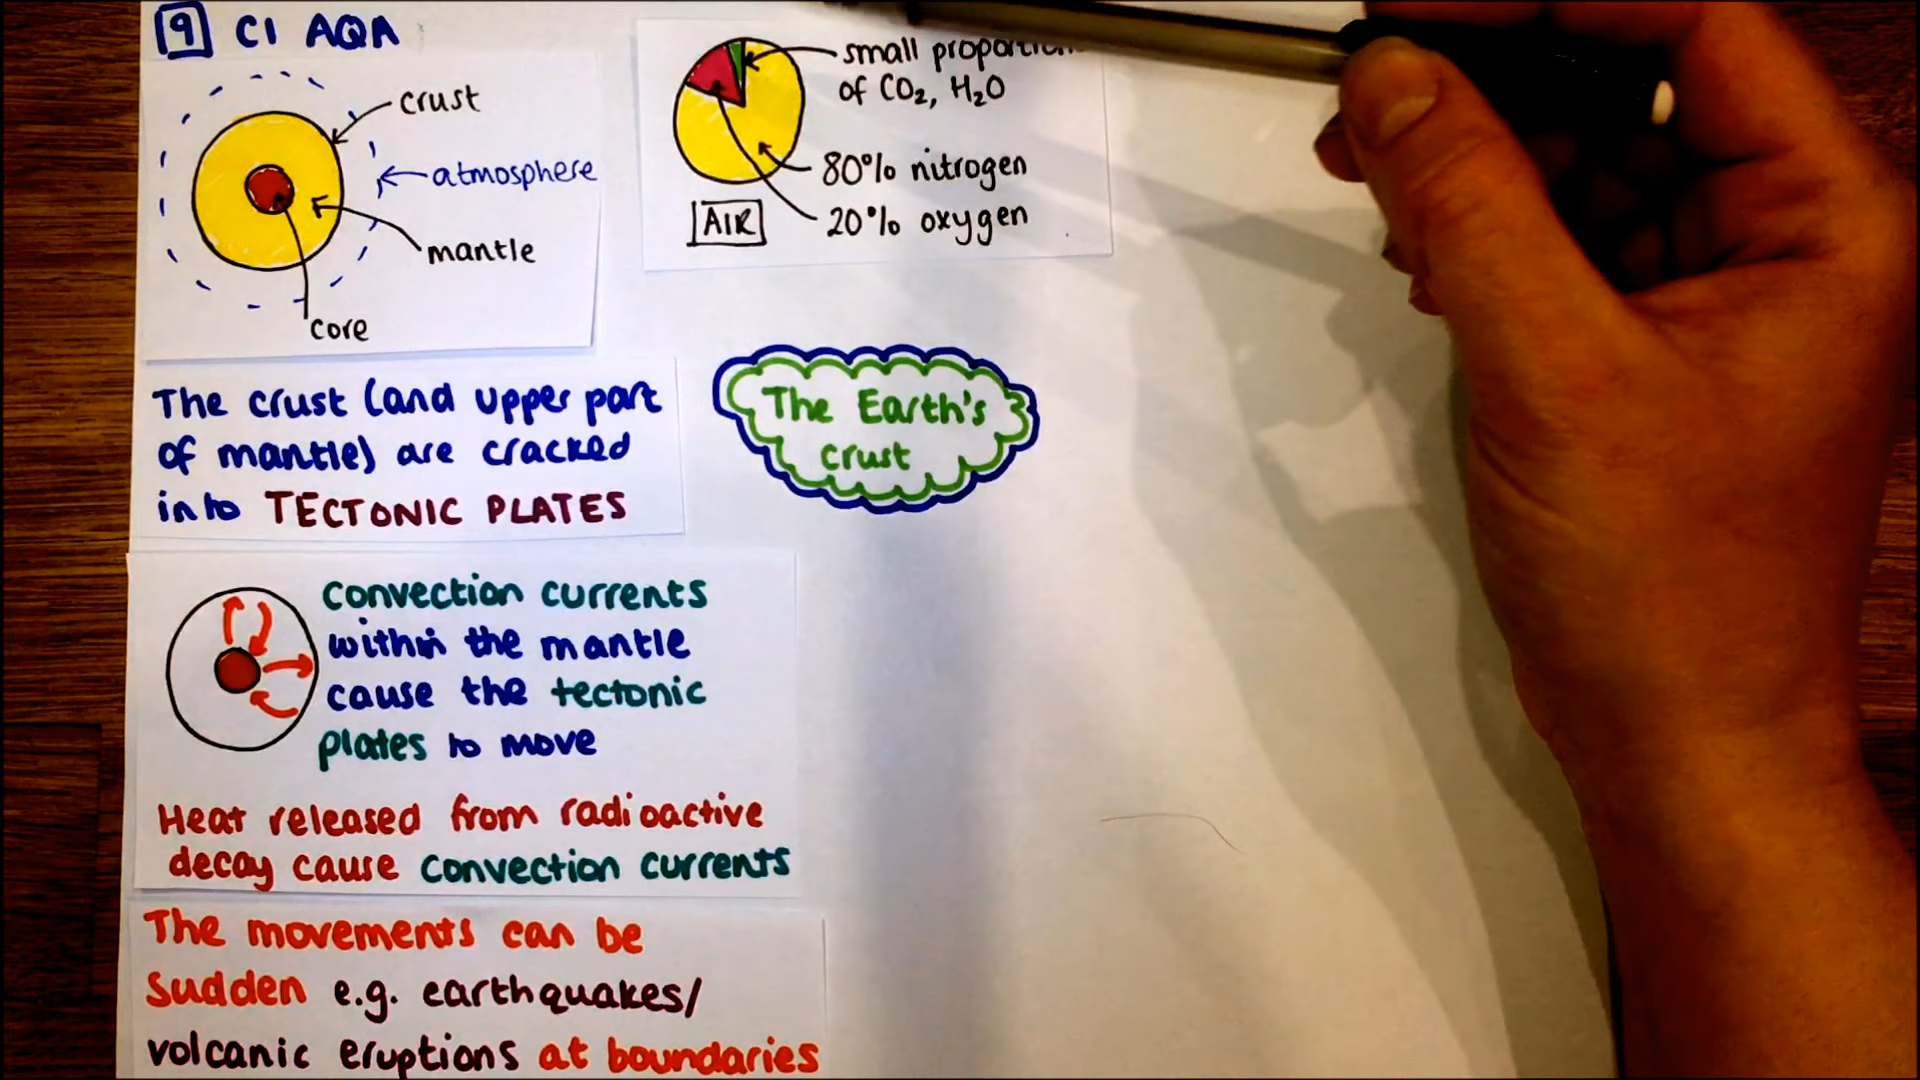 9 C1 AQA
crust
atmosphere
mantle
core
small proportion
of CO₂, H₂O
80% nitrogen
20% oxygen
AIR
The crust (and upper part
of mantle) are cracked
into TECTONIC PLATES
The Earth's
crust
Convection currents
within the mantle
cause the tectonic
plates to move
Heat released from radioactive
decay cause convection currents
The movements can be
sudden e.g. earthquakes/
volcanic eruptions at boundaries